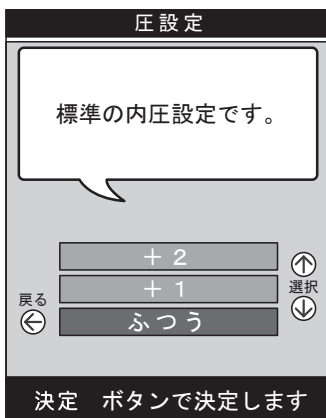 圧設定
標準の内圧設定です。
＋２
＋１
ふつう
戻る
選択
決定　ボタンで決定します